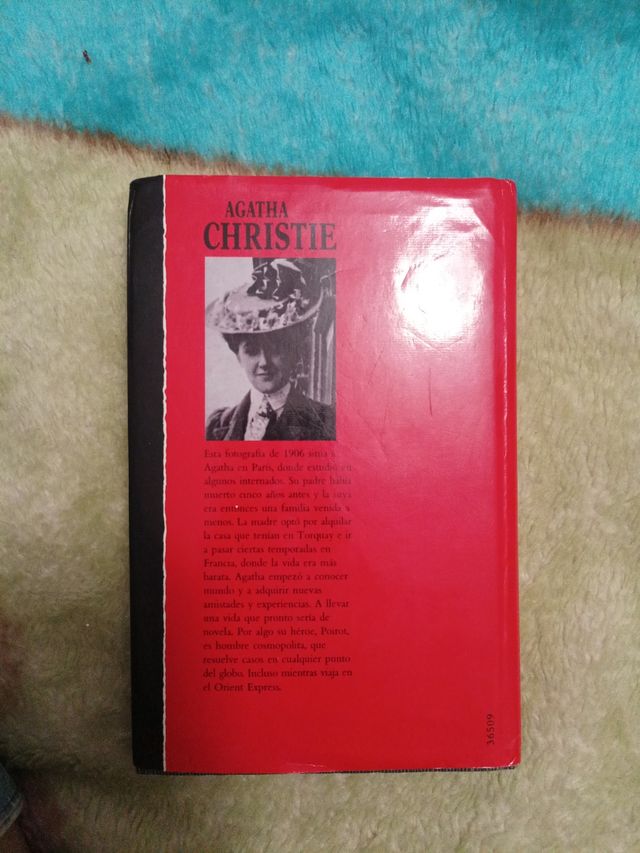 AGATHA
CHRISTIE
Esta fotografía de 1906 sitúa a
Agatha en París, donde estudió en
algunos internados. Su padre había
muerto cinco años antes y la suya
era entonces una familia venida a
menos. La madre optó por alquilar
la casa que tenían en Torquay e ir
a pasar ciertas temporadas en
Francia, donde la vida era más
barata. Agatha empezó a conocer
mundo y a adquirir nuevas
amistades y experiencias. A llevar
una vida que pronto sería de
novela. Por algo su héroe, Poirot,
es hombre cosmopolita, que
resuelve casos en cualquier punto
del globo. Incluso mientras viaja en
el Orient Express.
36509